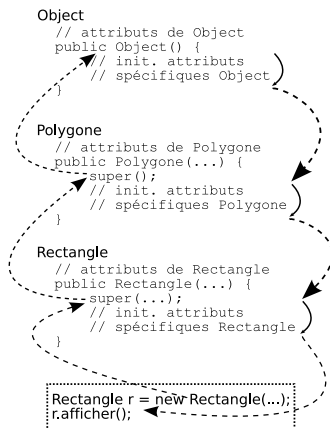 Object
// attributs de Object
public Object() {
// init. attributs
// spécifiques Object
}
Polygone
// attributs de Polygone
public Polygone(...) {
super();
// init. attributs
// spécifiques Polygone
}
Rectangle
// attributs de Rectangle
public Rectangle(...) {
super(...);
// init. attributs
// spécifiques Rectangle
}
Rectangle r = new Rectangle(...);
r.afficher();